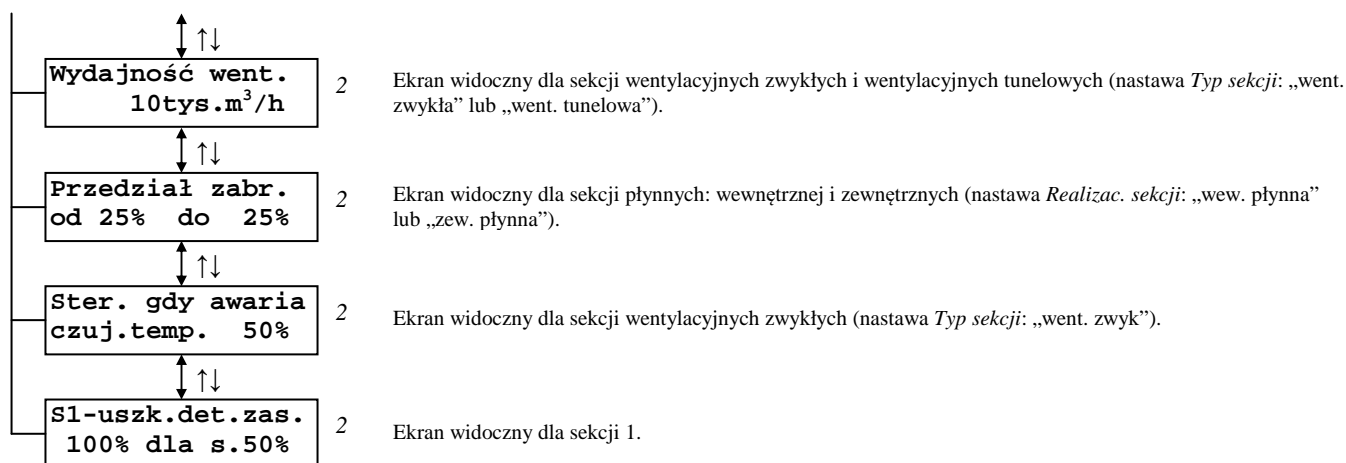 ↑↓
Wydajność went.
10tys.m³/h
2
Ekran widoczny dla sekcji wentylacyjnych zwykłych i wentylacyjnych tunelowych (nastawa Typ sekcji: „went.
zwykła” lub „went. tunelowa”).
↑↓
Przedział zabr.
od 25% do 25%
2
Ekran widoczny dla sekcji płynnych: wewnętrznej i zewnętrznych (nastawa Realizac. sekcji: „wew. płynna”
lub „zew. płynna”).
↑↓
Ster. gdy awaria
czuj.temp. 50%
2
Ekran widoczny dla sekcji wentylacyjnych zwykłych (nastawa Typ sekcji: „went. zwyk”).
↑↓
S1-uszk.det.zas.
100% dla s.50%
2
Ekran widoczny dla sekcji 1.